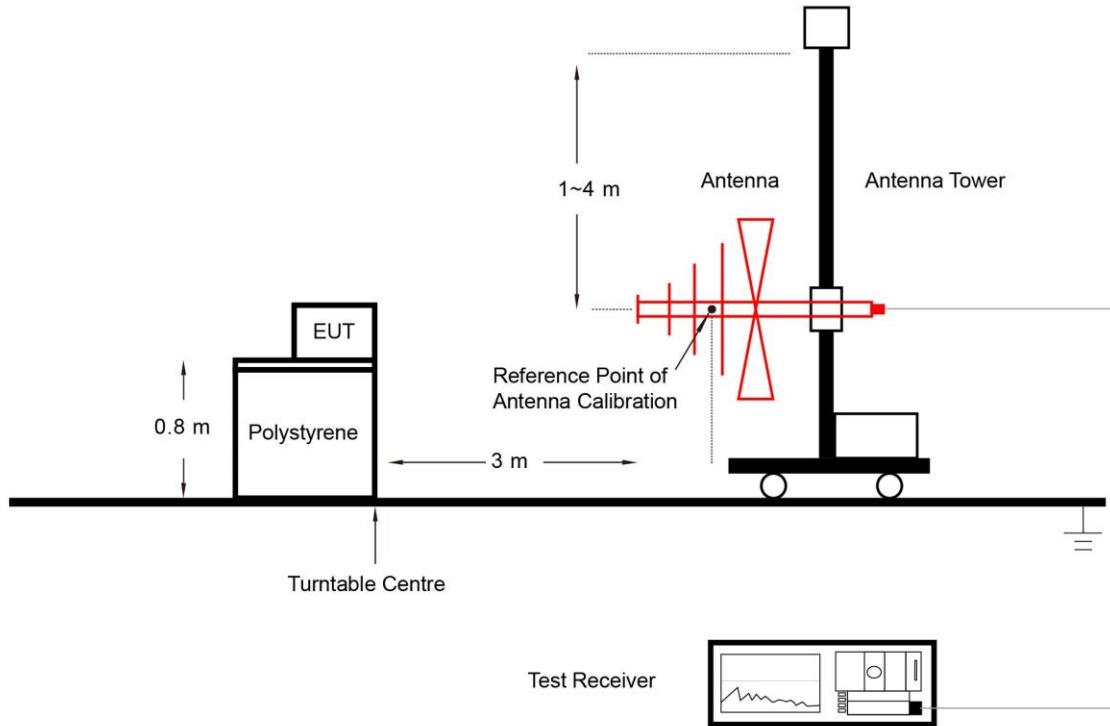 Antenna
Antenna Tower
1~4 m
EUT
Reference Point of
Antenna Calibration
0.8 m
Polystyrene
3 m
Turntable Centre
Test Receiver